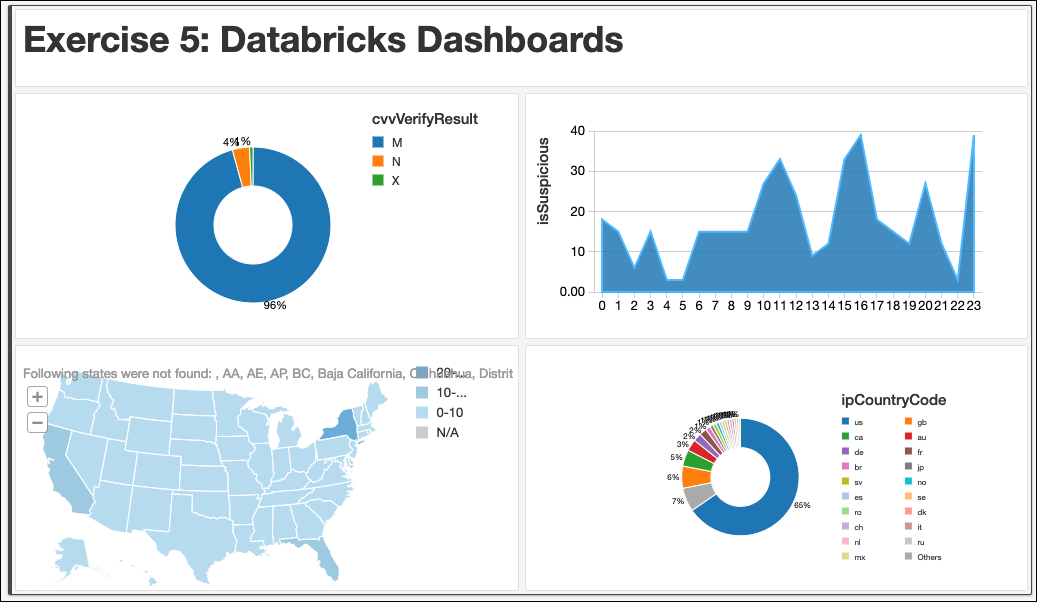 Exercise 5: Databricks Dashboards
cvvVerifyResult
M
N
X
4%
1%
96%
isSuspicious
40
30
20
10
0.00
0 1 2 3 4 5 6 7 8 9 10 11 12 13 14 15 16 17 18 19 20 21 22 23
Following states were not found: , AA, AE, AP, BC, Baja California, Chihuahua, Distrit
+
−
20-...
10-...
0-10
N/A
ipCountryCode
us gb
ca au
de fr
br jp
sv no
es se
ro dk
ch it
nl ru
mx Others
2%
2%
3%
5%
6%
7%
65%